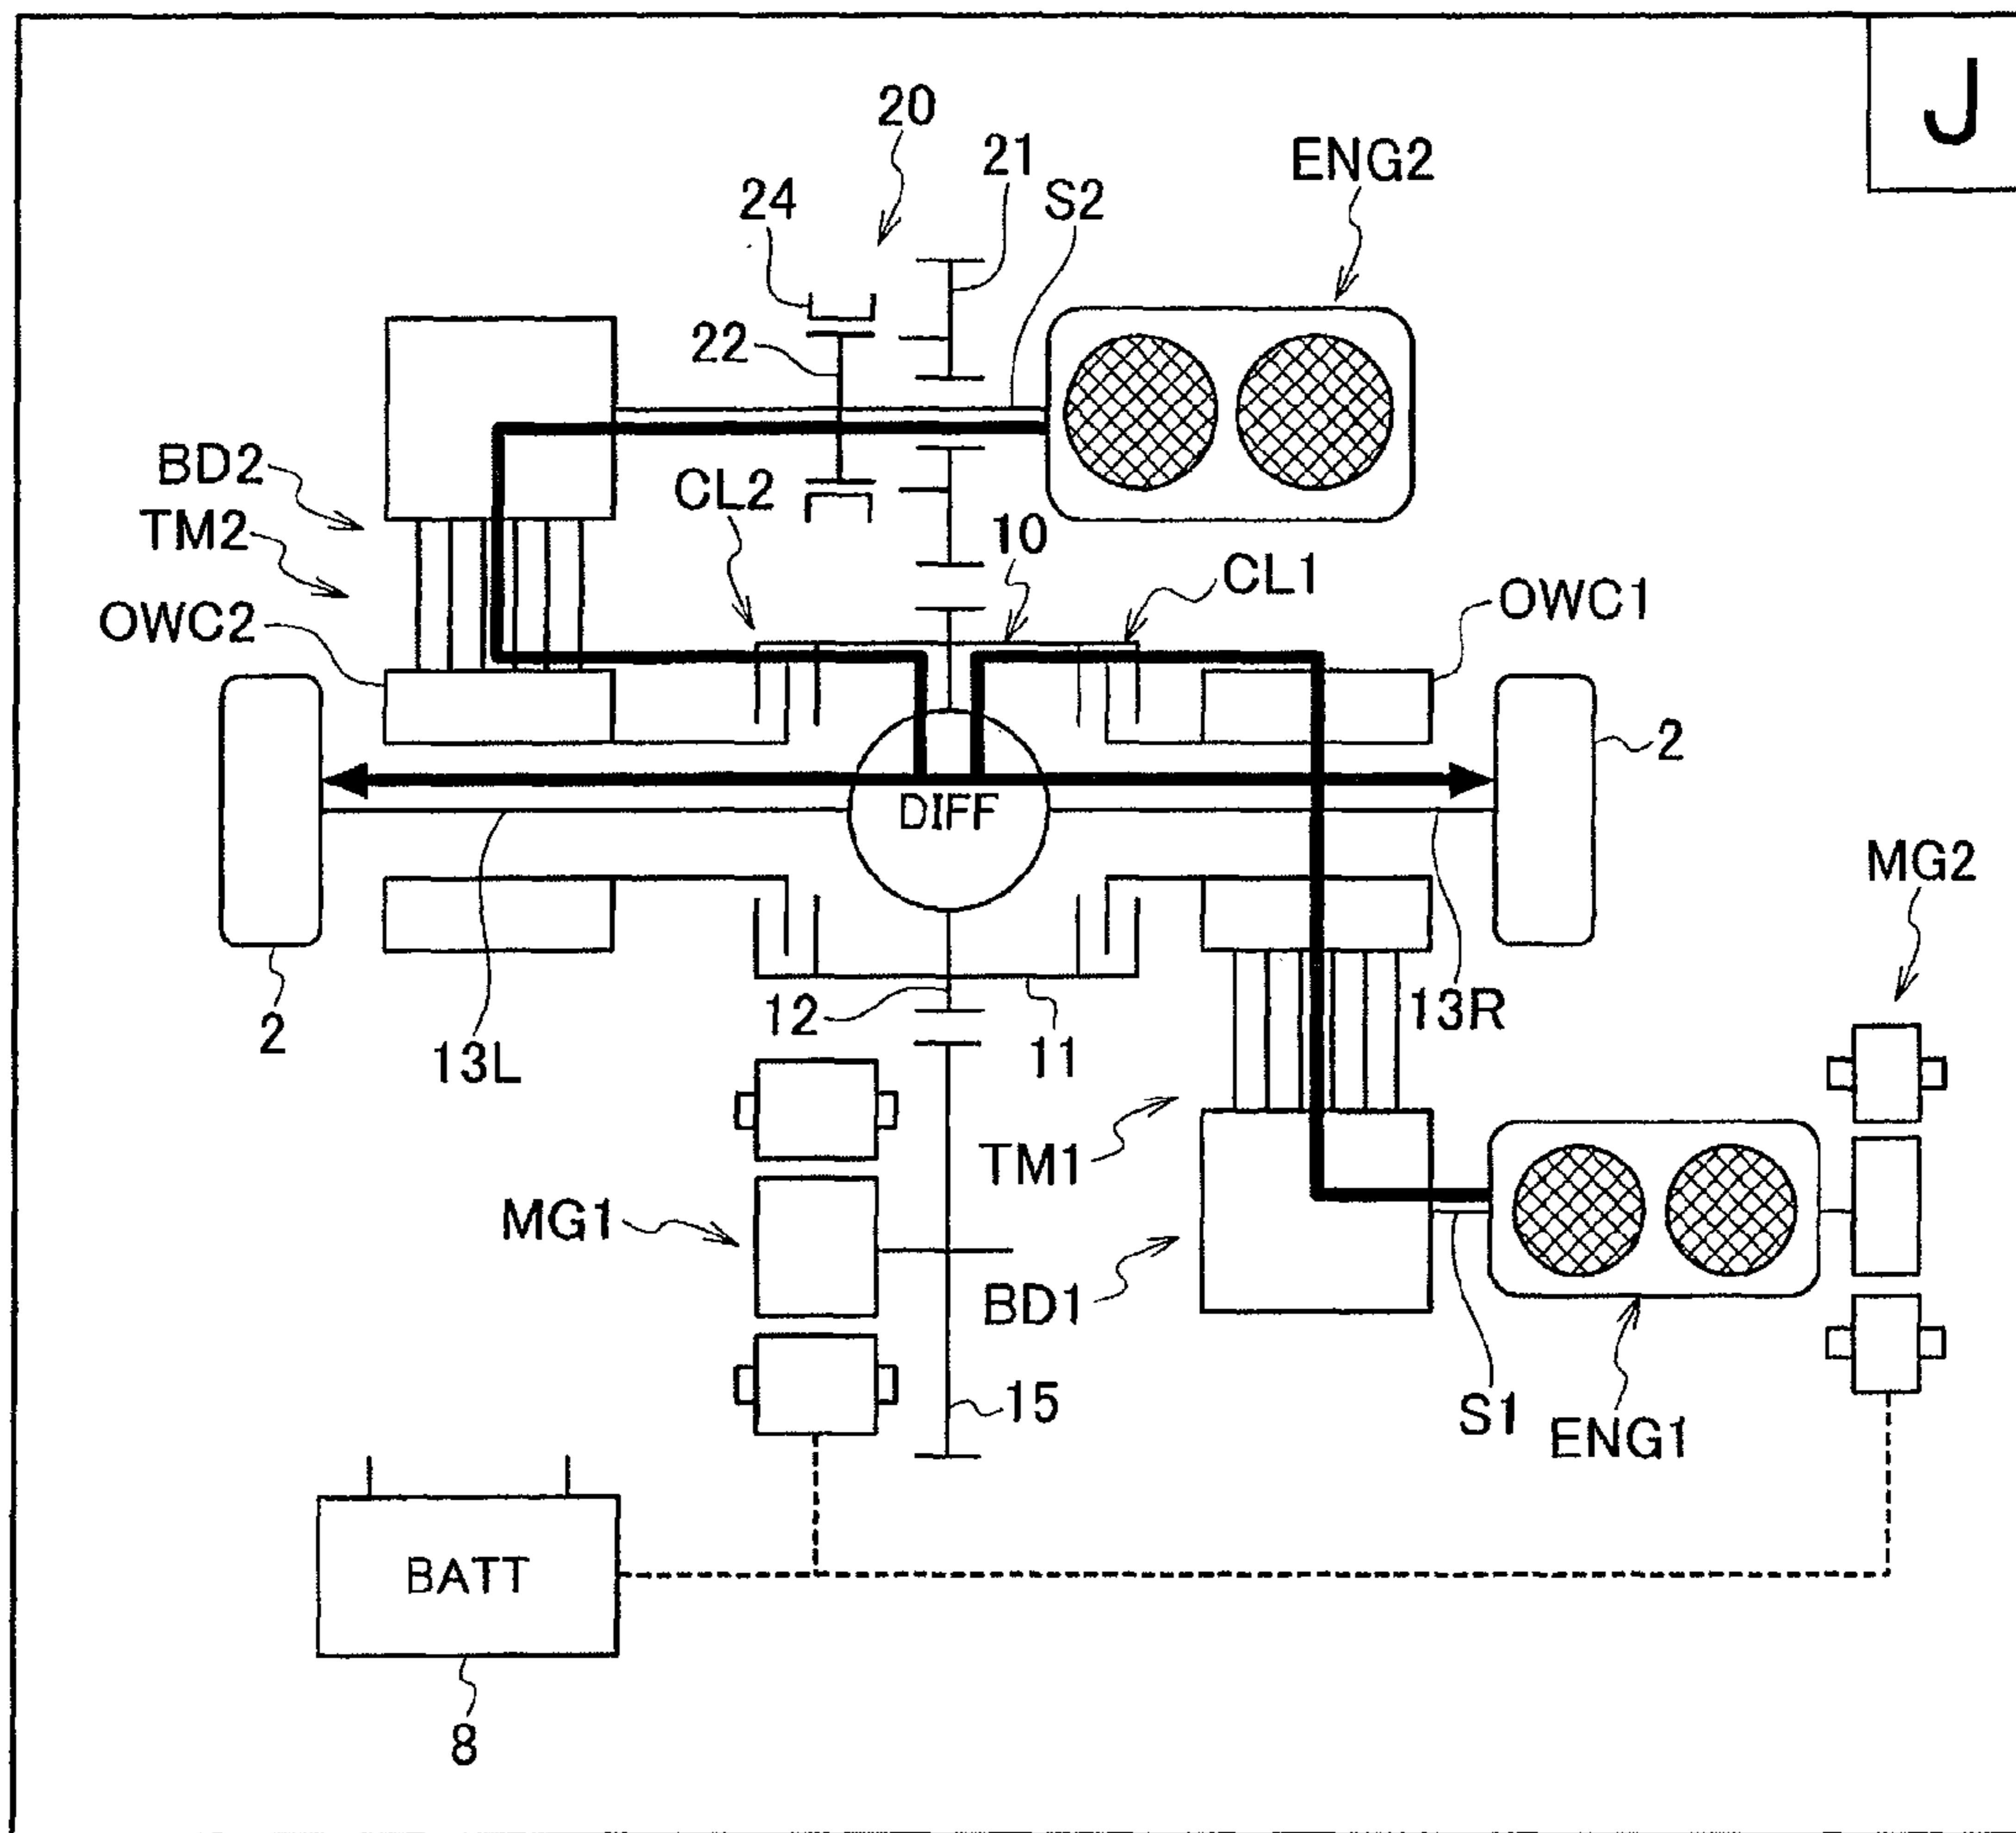 J
20
21
ENG2
24
S2
22
BD2
CL2
TM2
10
CL1
OWC2
OWC1
2
DIFF
MG2
12
13R
2
13L
11
TM1
MG1
BD1
15
S1
ENG1
BATT
8